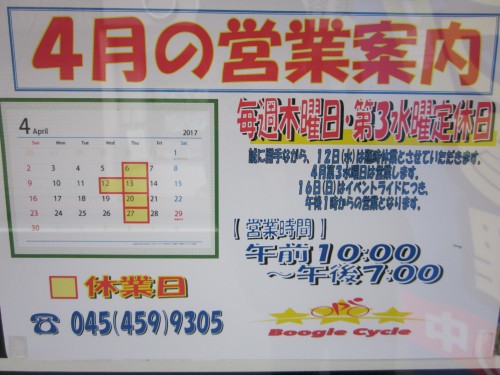 4月の営業案内
毎週木曜日・第3水曜定休日
4 April 2017
Sun Mon Tue Wed Thu Fri Sat
1
2 3 4 5 6 7 8
9 10 11 12 13 14 15
16 17 18 19 20 21 22
23 24 25 26 27 28 29
30
誠に勝手ながら、12日(水)は臨時休業とさせていただきます。
4月第3水曜日は営業します。
16日(日)はイベントライドにつき、
午後1時からの営業となります。
【営業時間】
午前10:00
～午後7:00
休業日
☎ 045(459)9305
Boogie Cycle